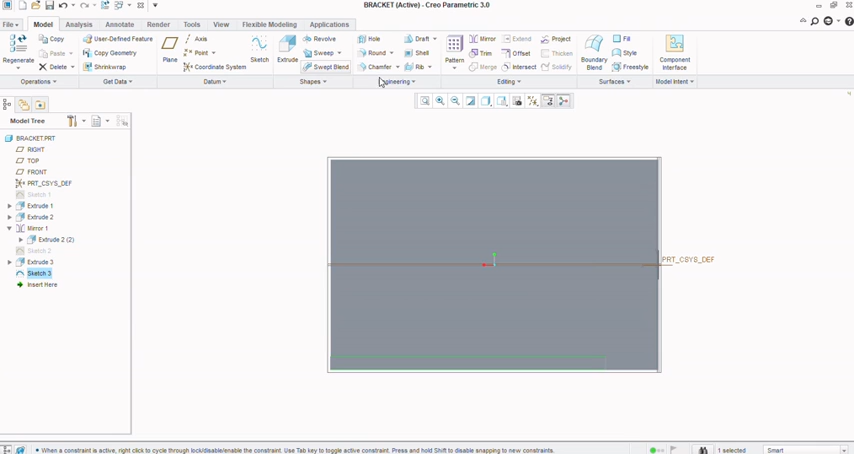 BRACKET (Active) - Creo Parametric 3.0
File Model Analysis Annotate Render Tools View Flexible Modeling Applications
Regenerate
Copy
Paste
Delete
User-Defined Feature
Copy Geometry
Shrinkwrap
Plane
Axis
Point
Coordinate System
Sketch
Extrude
Revolve
Sweep
Swept Blend
Hole
Round
Chamfer
Draft
Shell
Rib
Pattern
Mirror
Trim
Merge
Extend
Offset
Intersect
Project
Thicken
Solidify
Boundary Blend
Fill
Style
Freestyle
Component Interface
Operations Get Data Datum Shapes Engineering Editing Surfaces Model Intent
Model Tree
BRACKET.PRT
RIGHT
TOP
FRONT
PRT_CSYS_DEF
Sketch 1
Extrude 1
Extrude 2
Mirror 1
Extrude 2 (2)
Sketch 2
Extrude 3
Sketch 3
Insert Here
PRT_CSYS_DEF
• When a constraint is active, right click to cycle through lock/disable/enable the constraint. Use Tab key to toggle active constraint. Press and hold Shift to disable snapping to new constraints.
1 selected
Smart